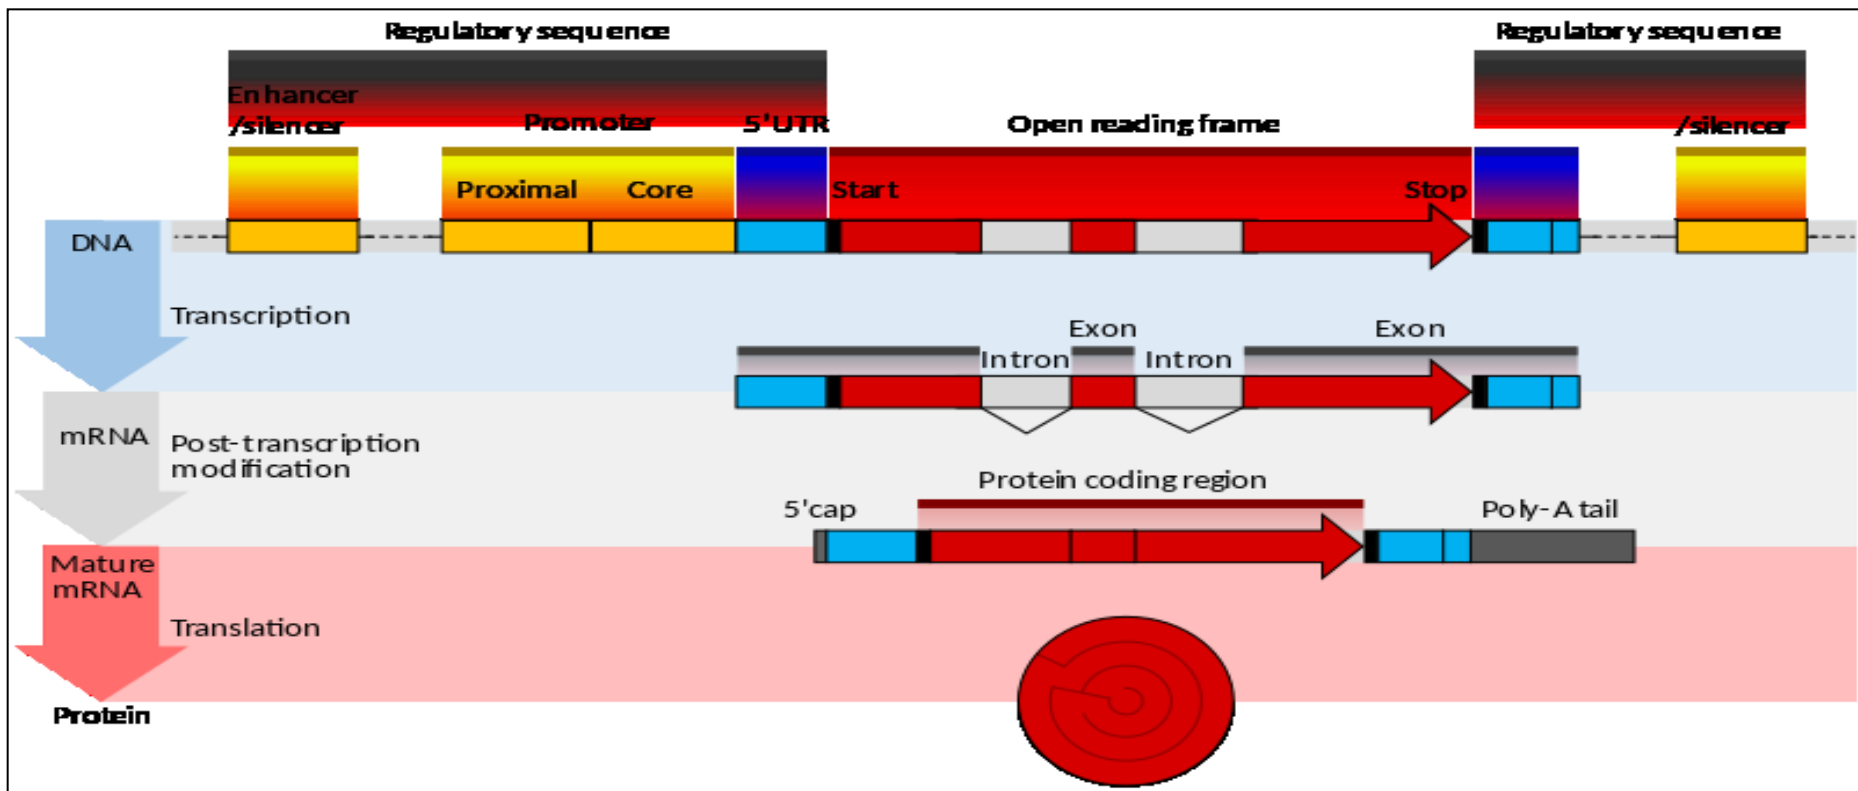 Regulatory sequence
Regulatory sequence
Enhancer
/silencer
Promoter
5'UTR
Open reading frame
/silencer
Proximal
Core
Start
Stop
DNA
Transcription
Exon
Exon
Intron
Intron
mRNA
Post-transcription
modification
Protein coding region
5'cap
Poly-A tail
Mature
mRNA
Translation
Protein